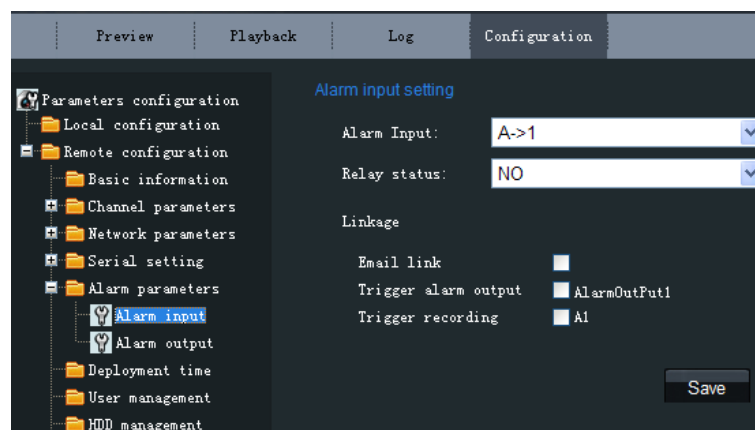 Preview Playback Log Configuration
Parameters configuration
Local configuration
Remote configuration
Basic information
Channel parameters
Network parameters
Serial setting
Alarm parameters
Alarm input
Alarm output
Deployment time
User management
HDD management
Alarm input setting
Alarm Input: A->1
Relay status: NO
Linkage
Email link
Trigger alarm output AlarmOutPut1
Trigger recording A1
Save